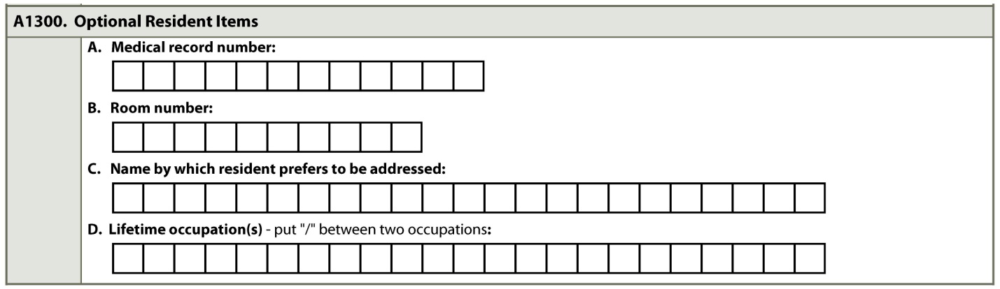 A1300. Optional Resident Items
A. Medical record number:
B. Room number:
C. Name by which resident prefers to be addressed:
D. Lifetime occupation(s) - put "/" between two occupations: